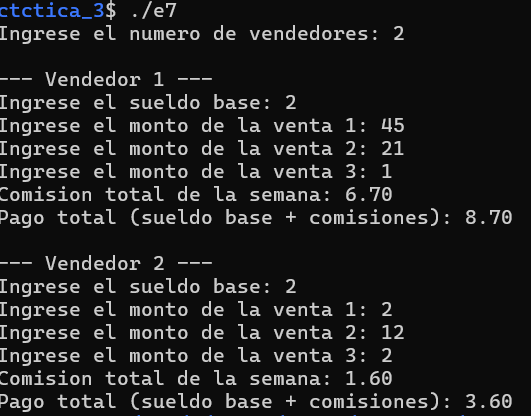 ctctica_3$ ./e7
Ingrese el numero de vendedores: 2
--- Vendedor 1 ---
Ingrese el sueldo base: 2
Ingrese el monto de la venta 1: 45
Ingrese el monto de la venta 2: 21
Ingrese el monto de la venta 3: 1
Comision total de la semana: 6.70
Pago total (sueldo base + comisiones): 8.70
--- Vendedor 2 ---
Ingrese el sueldo base: 2
Ingrese el monto de la venta 1: 2
Ingrese el monto de la venta 2: 12
Ingrese el monto de la venta 3: 2
Comision total de la semana: 1.60
Pago total (sueldo base + comisiones): 3.60